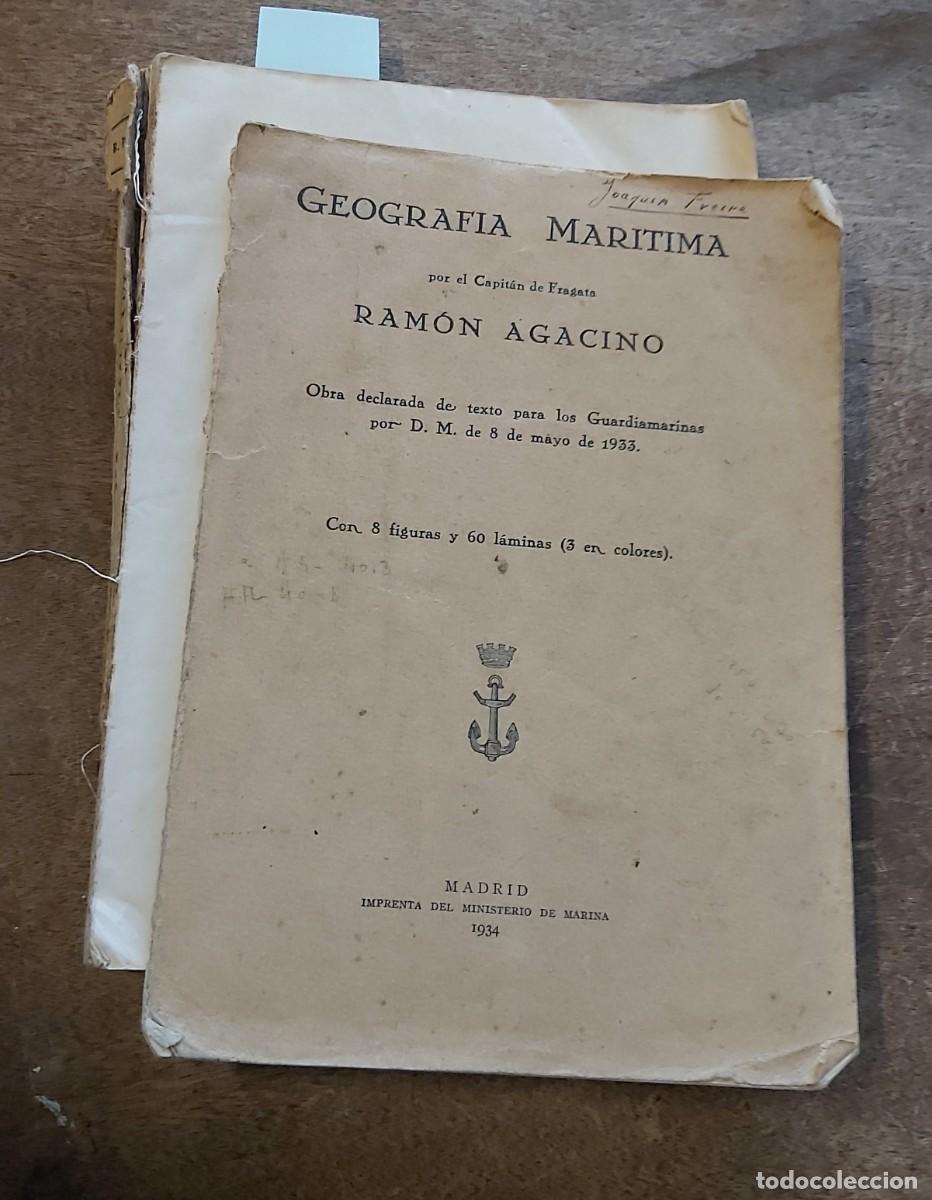 Joaquin Freire
GEOGRAFIA MARITIMA
por el Capitán de Fragata
RAMÓN AGACINO
Obra declarada de texto para los Guardiamarinas
por D. M. de 8 de mayo de 1933.
Con 8 figuras y 60 láminas (3 en colores).
MADRID
IMPRENTA DEL MINISTERIO DE MARINA
1934
todocoleccion